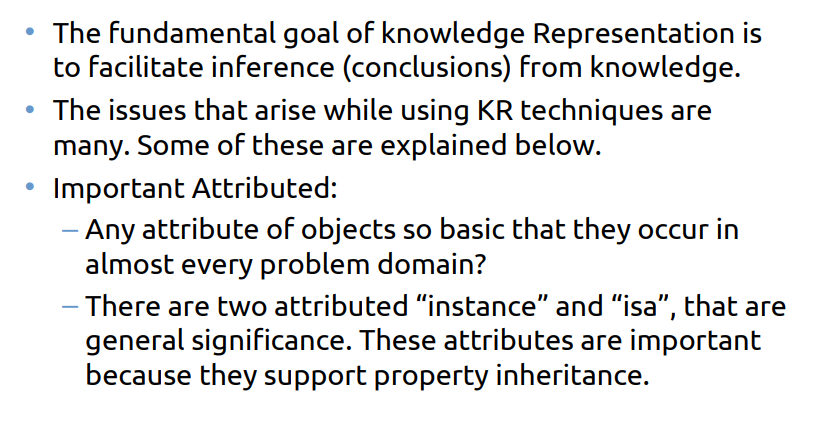 • The fundamental goal of knowledge Representation is
to facilitate inference (conclusions) from knowledge.
• The issues that arise while using KR techniques are
many. Some of these are explained below.
• Important Attributed:
– Any attribute of objects so basic that they occur in
almost every problem domain?
– There are two attributed “instance” and “isa”, that are
general significance. These attributes are important
because they support property inheritance.